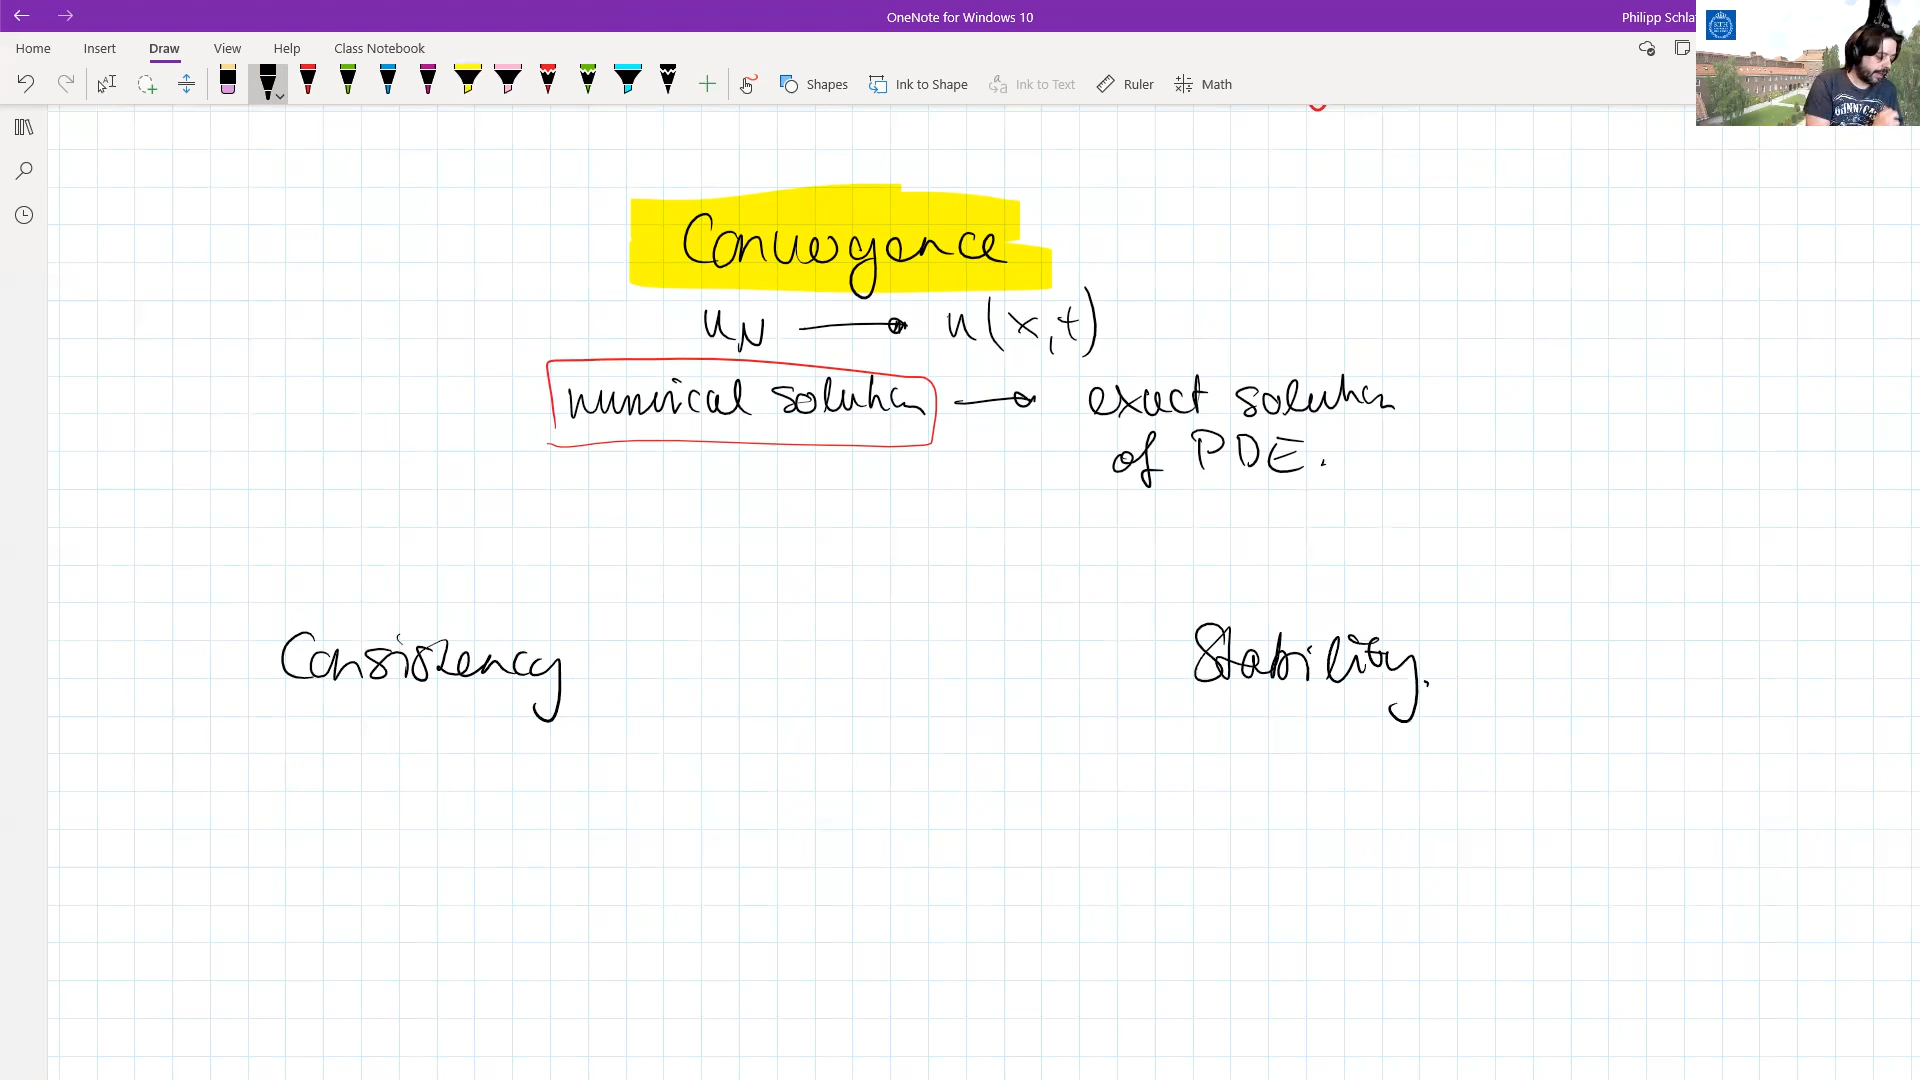 OneNote for Windows 10
Philipp Schla
Home Insert Draw View Help Class Notebook
Shapes Ink to Shape Ink to Text Ruler Math
Convergence
u_N → u(x,t)
numerical solution → exact solution
of PDE.
Consistency Stability.